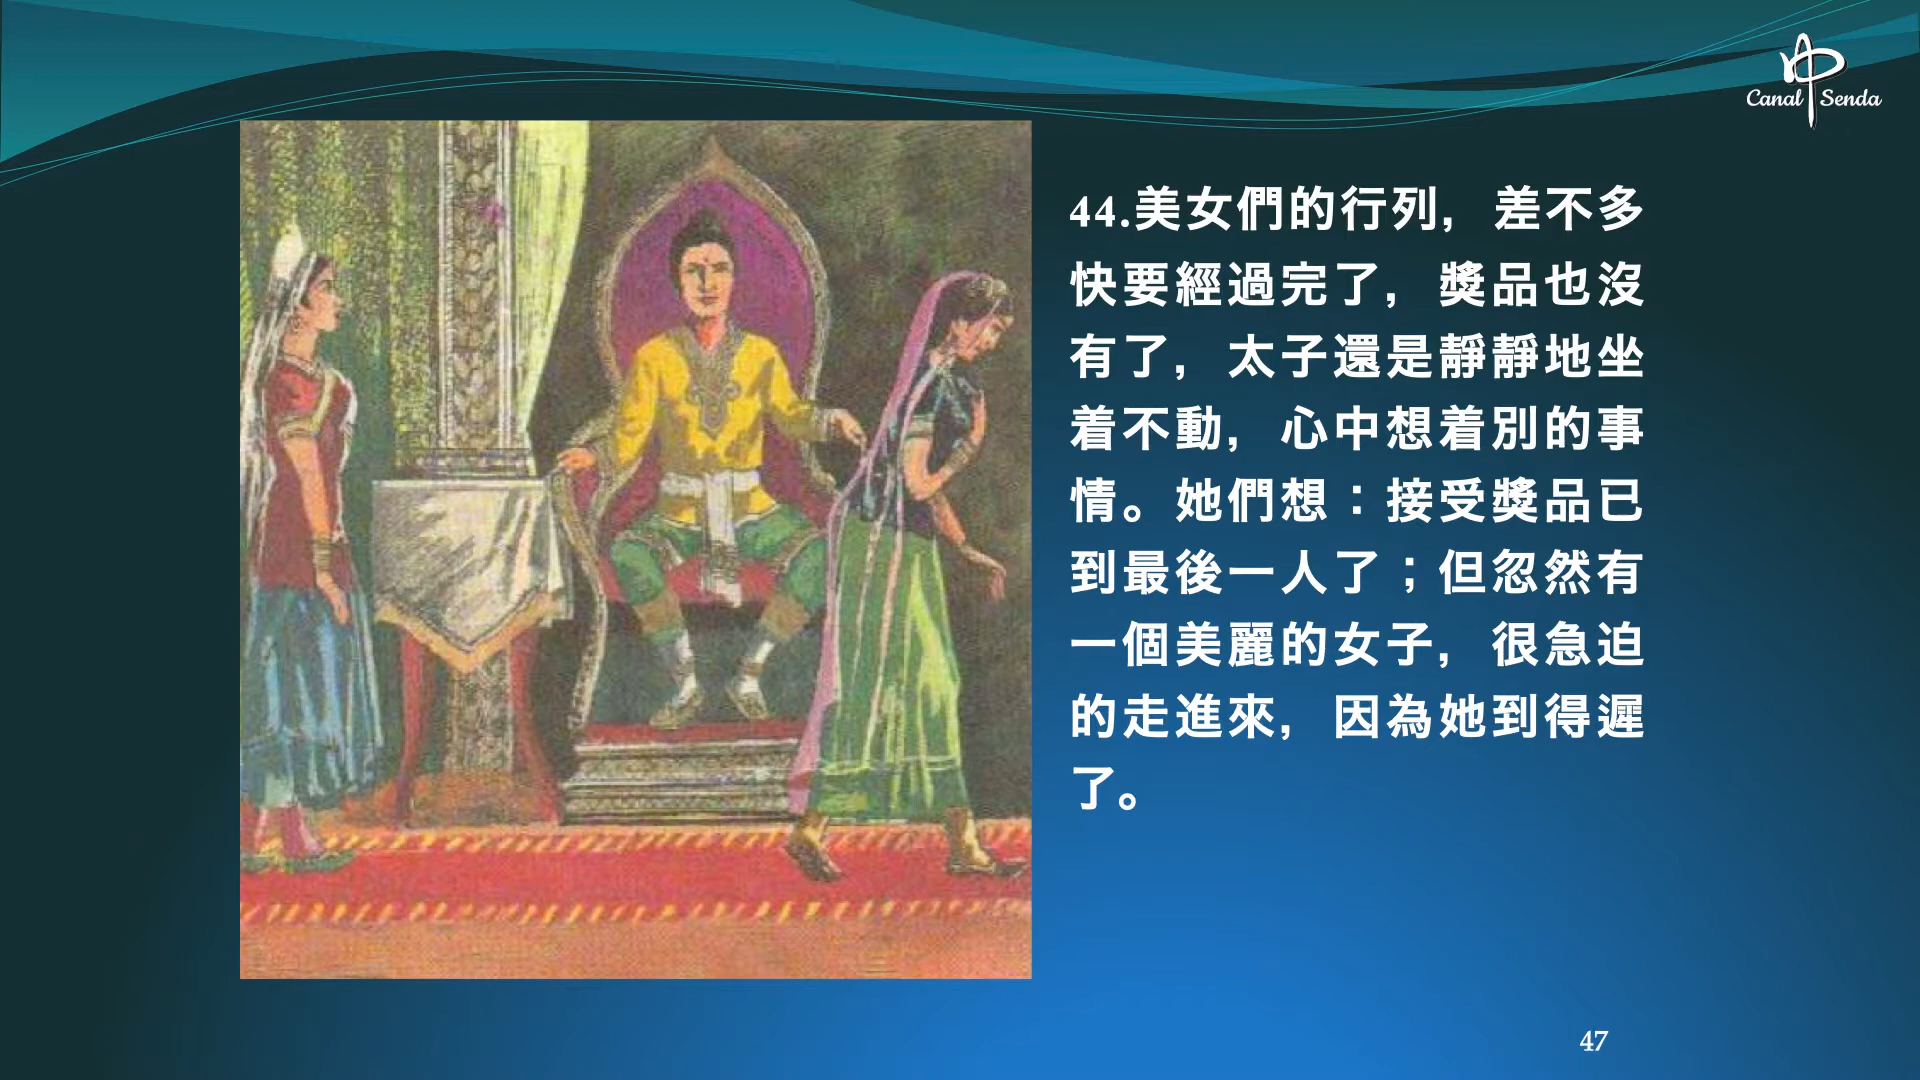 Canal Senda
44.美女們的行列，差不多
快要經過完了，獎品也沒
有了，太子還是靜靜地坐
着不動，心中想着別的事
情。她們想：接受獎品已
到最後一人了；但忽然有
一個美麗的女子，很急迫
的走進來，因為她到得遲
了。
47